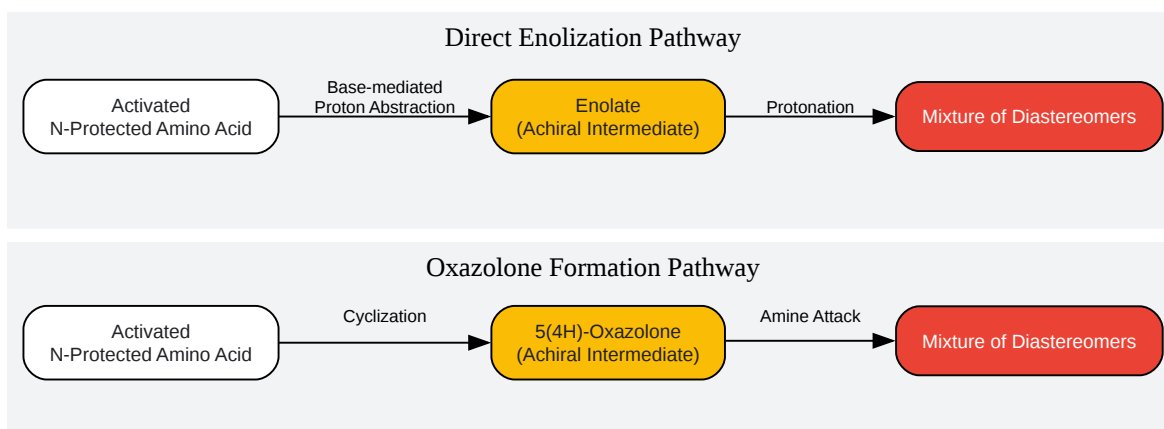 Direct Enolization Pathway
Activated
N-Protected Amino Acid
Base-mediated
Proton Abstraction
Enolate
(Achiral Intermediate)
Protonation
Mixture of Diastereomers
Oxazolone Formation Pathway
Activated
N-Protected Amino Acid
Cyclization
5(4H)-Oxazolone
(Achiral Intermediate)
Amine Attack
Mixture of Diastereomers